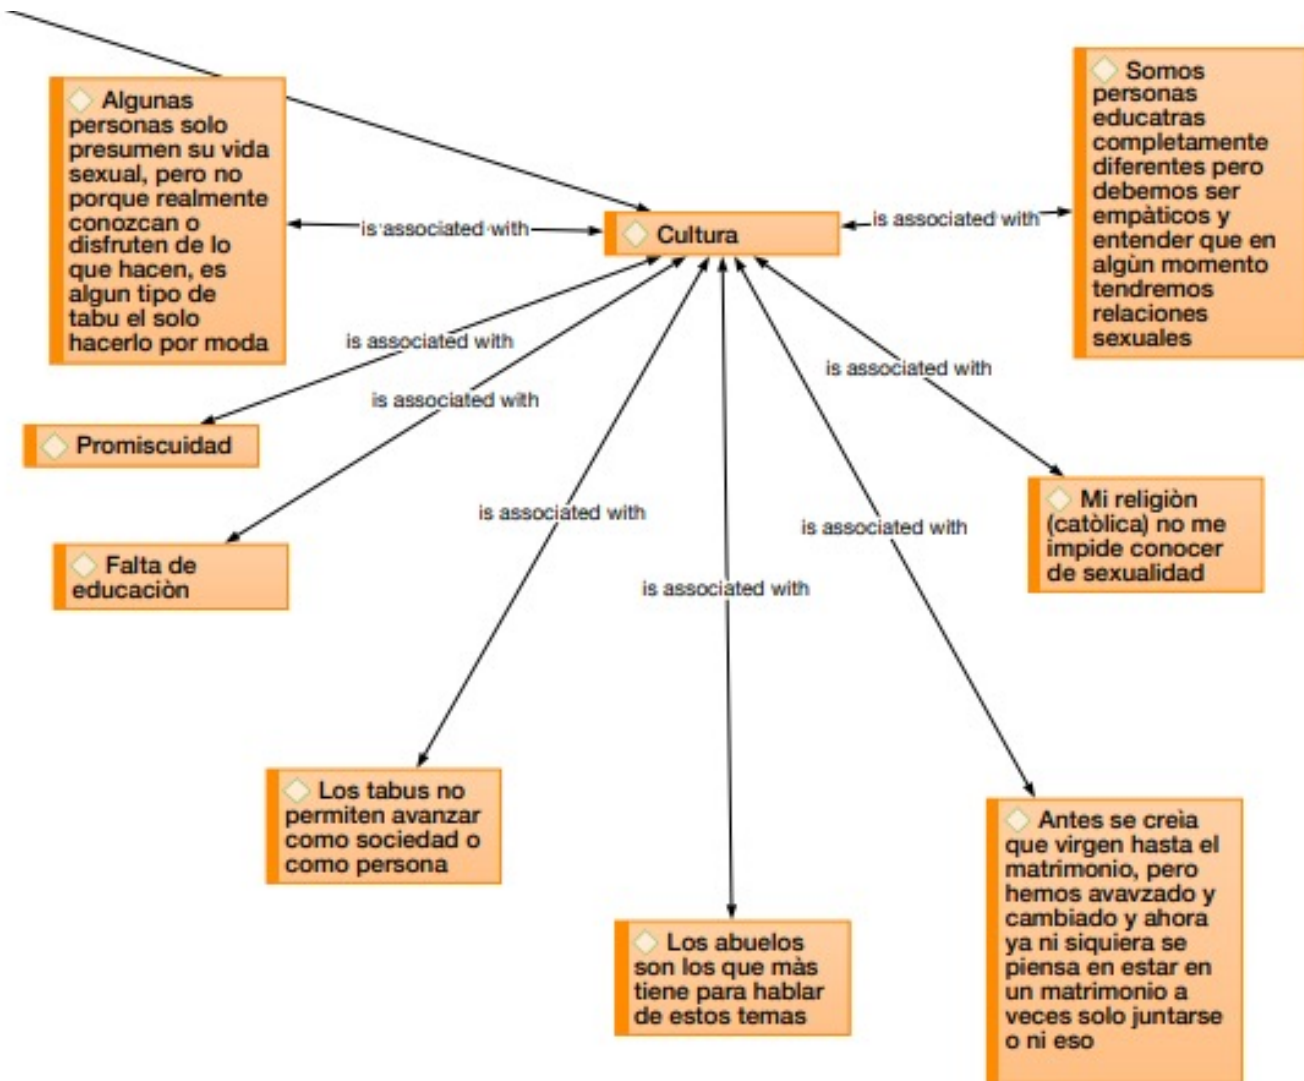 Algunas
personas solo
presumen su vida
sexual, pero no
porque realmente
conozcan o
disfruten de lo
que hacen, es
algun tipo de
tabu el solo
hacerlo por moda
is associated with
Cultura
is associated with
Somos
personas
educatras
completamente
diferentes pero
debemos ser
empàticos y
entender que en
algùn momento
tendremos
relaciones
sexuales
is associated with
is associated with
is associated with
Promiscuidad
Falta de
educaciòn
is associated with
is associated with
is associated with
Mi religiòn
(catòlica) no me
impide conocer
de sexualidad
Los tabus no
permiten avanzar
como sociedad o
como persona
Los abuelos
son los que màs
tiene para hablar
de estos temas
Antes se creìa
que virgen hasta el
matrimonio, pero
hemos avavzado y
cambiado y ahora
ya ni siquiera se
piensa en estar en
un matrimonio a
veces solo juntarse
o ni eso